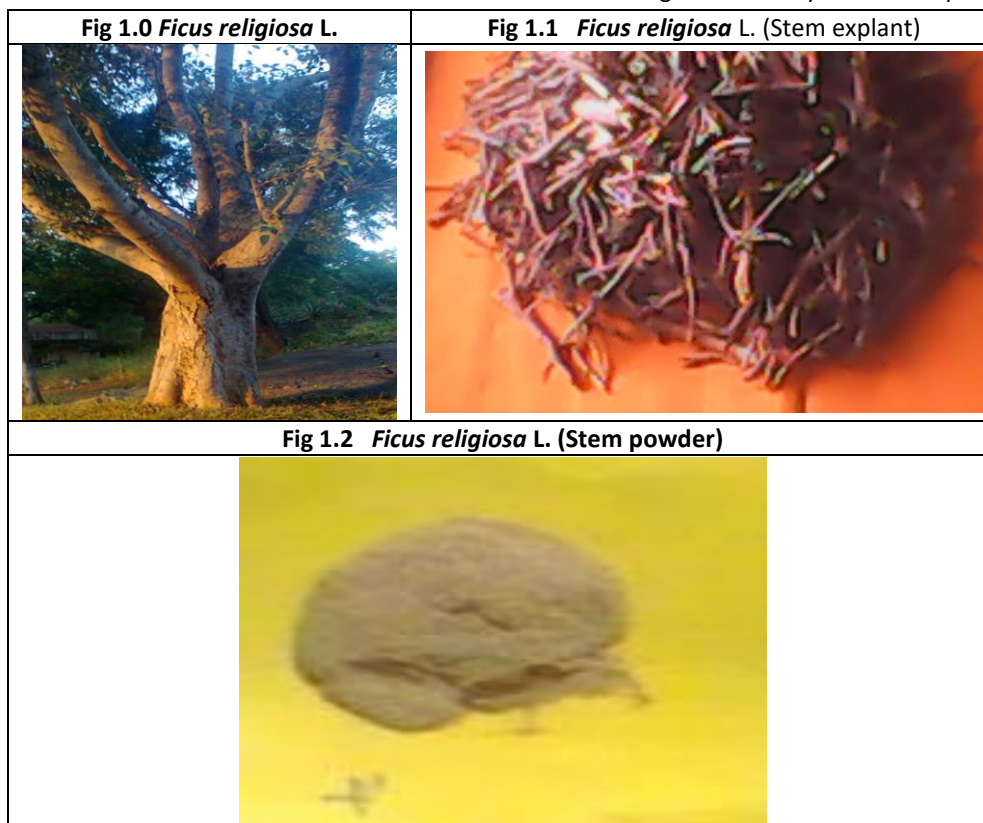 Fig 1.0 Ficus religiosa L.
Fig 1.1 Ficus religiosa L. (Stem explant)
Fig 1.2 Ficus religiosa L. (Stem powder)